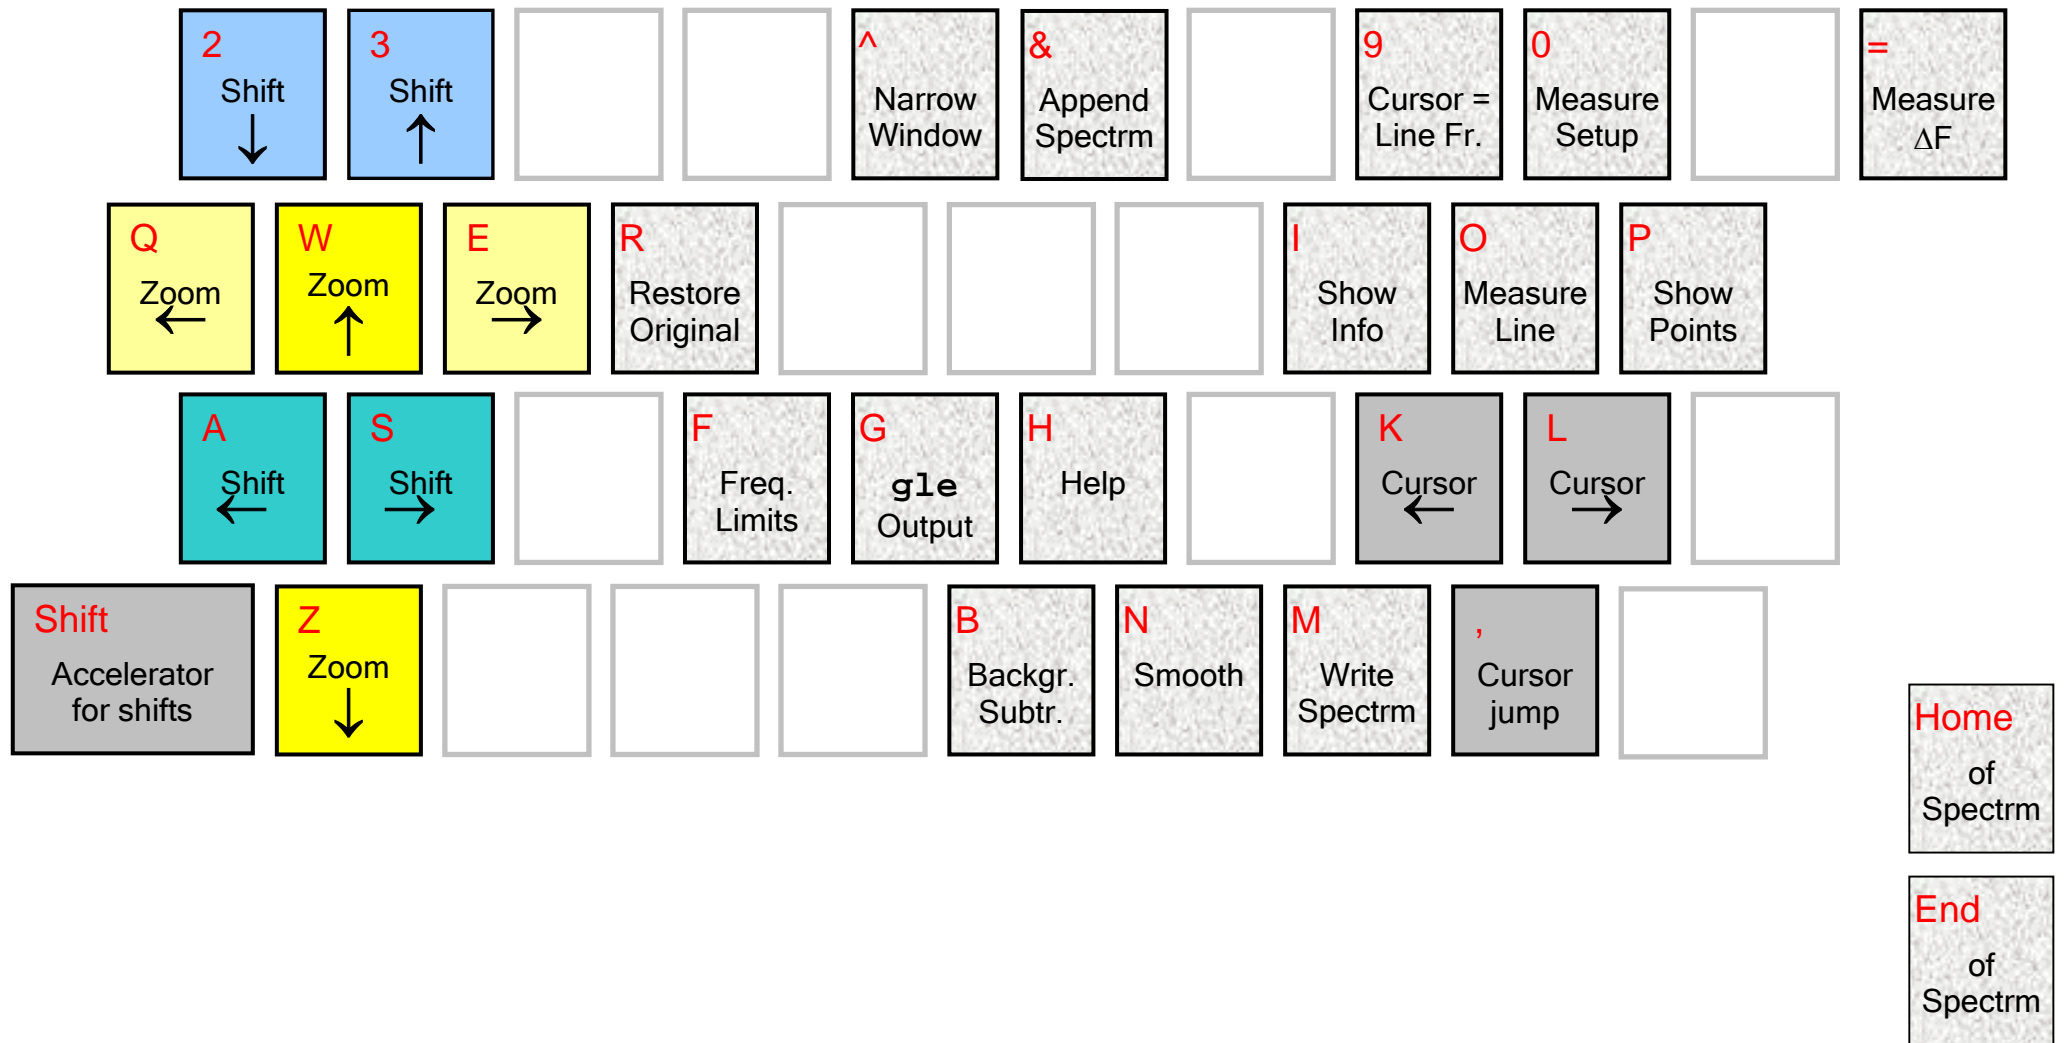 2
Shift
↓
3
Shift
↑
^
Narrow
Window
&
Append
Spectrm
9
Cursor =
Line Fr.
0
Measure
Setup
=
Measure
ΔF
Q
Zoom
←
W
Zoom
↑
E
Zoom
→
R
Restore
Original
I
Show
Info
O
Measure
Line
P
Show
Points
A
Shift
←
S
Shift
→
F
Freq.
Limits
G
gle
Output
H
Help
K
Cursor
←
L
Cursor
→
Shift
Accelerator
for shifts
Z
Zoom
↓
B
Backgr.
Subtr.
N
Smooth
M
Write
Spectrm
,
Cursor
jump
Home
of
Spectrm
End
of
Spectrm